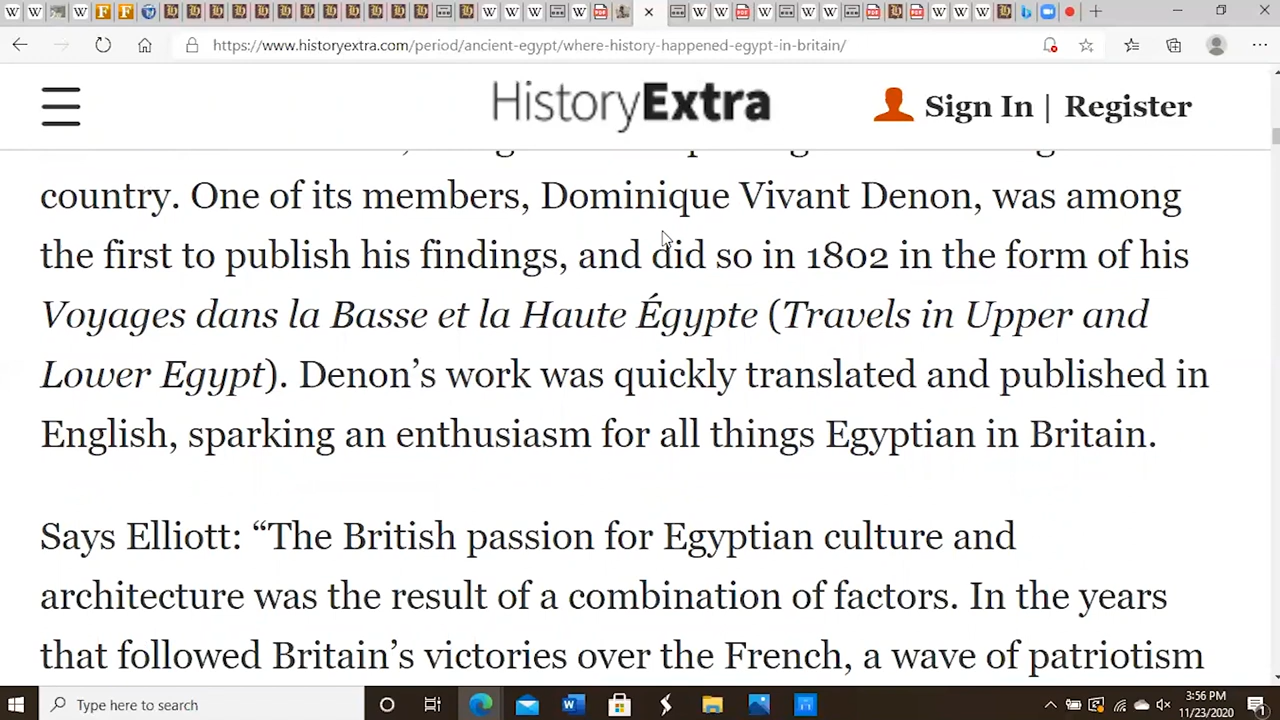 https://www.historyextra.com/period/ancient-egypt/where-history-happened-egypt-in-britain/
HistoryExtra
Sign In | Register
country. One of its members, Dominique Vivant Denon, was among
the first to publish his findings, and did so in 1802 in the form of his
Voyages dans la Basse et la Haute Égypte (Travels in Upper and
Lower Egypt). Denon’s work was quickly translated and published in
English, sparking an enthusiasm for all things Egyptian in Britain.
Says Elliott: “The British passion for Egyptian culture and
architecture was the result of a combination of factors. In the years
that followed Britain’s victories over the French, a wave of patriotism
Type here to search
3:56 PM
11/23/2020